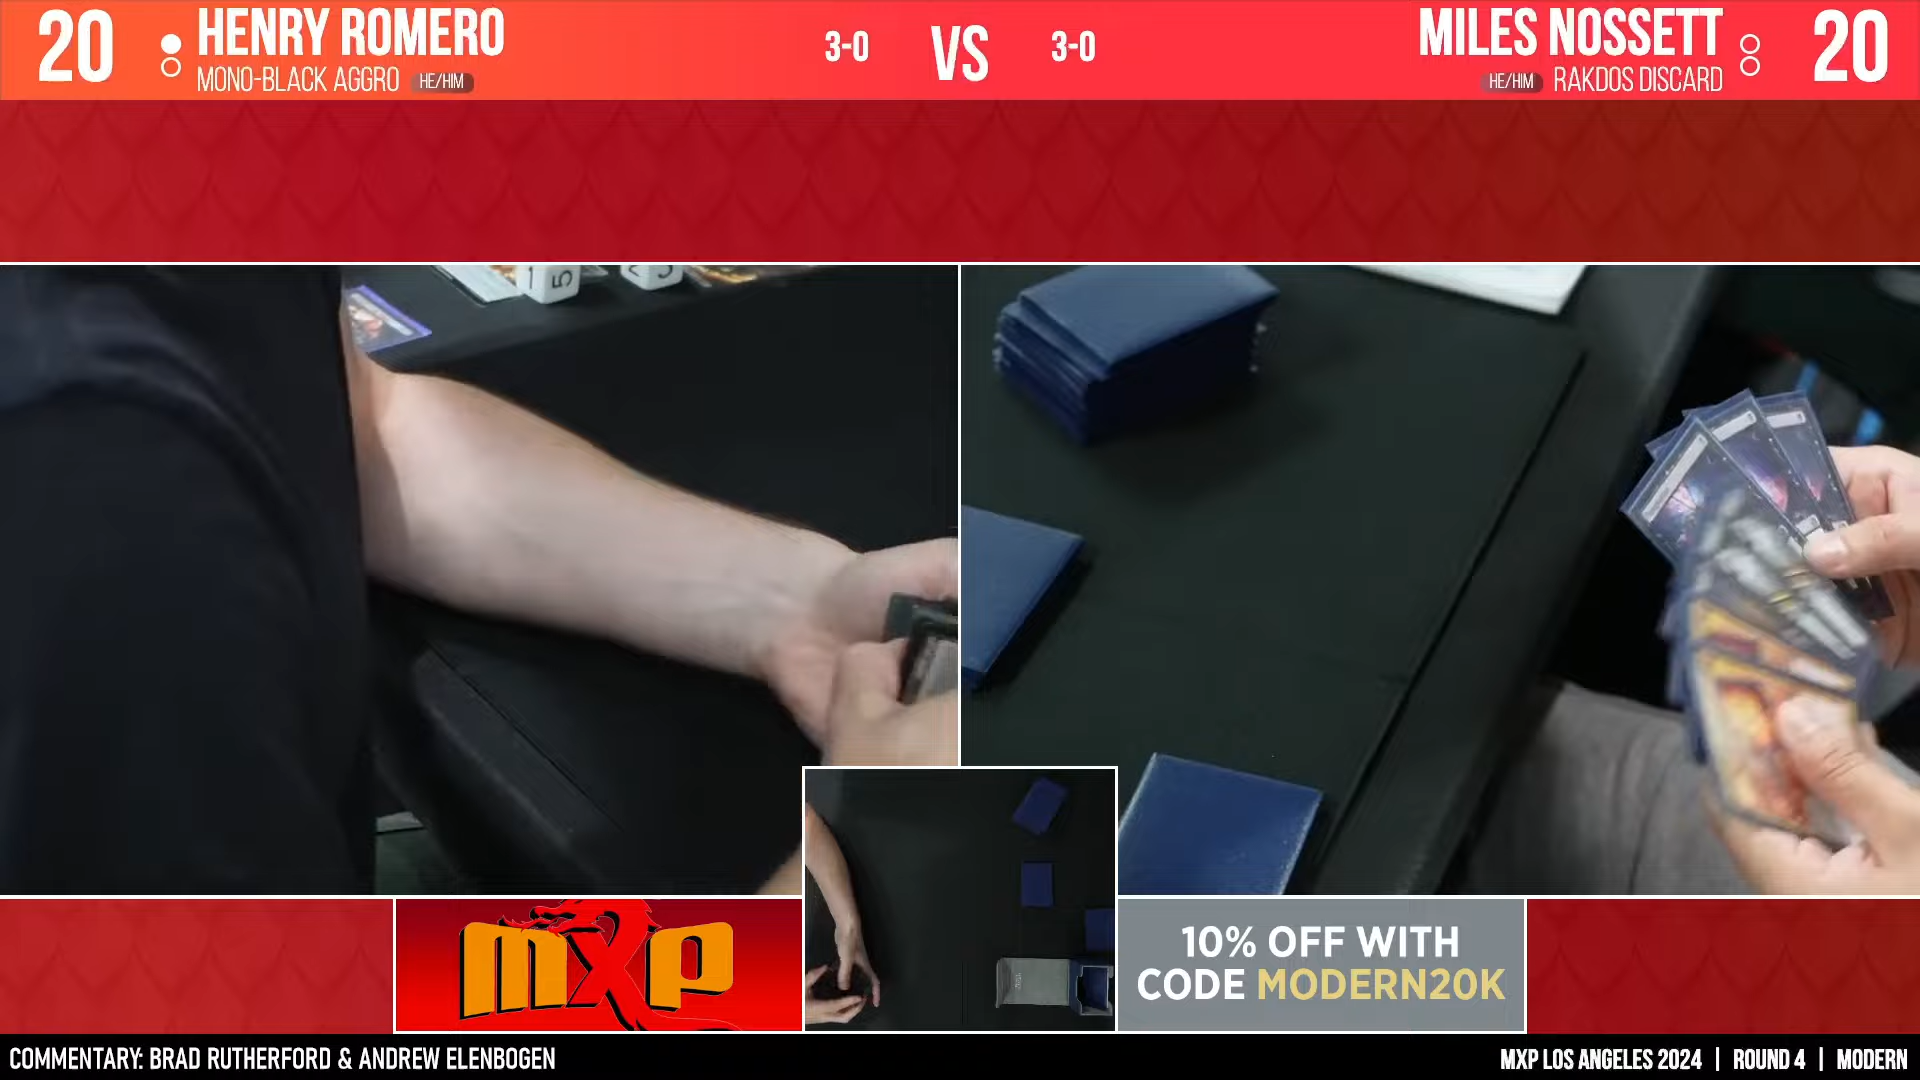 20
HENRY ROMERO
MONO-BLACK AGGRO HE/HIM
3-0 VS 3-0
MILES NOSSETT
HE/HIM RAKDOS DISCARD
20
1 5
mxp
10% OFF WITH
CODE MODERN20K
COMMENTARY: BRAD RUTHERFORD & ANDREW ELENBOGEN
MXP LOS ANGELES 2024 | ROUND 4 | MODERN